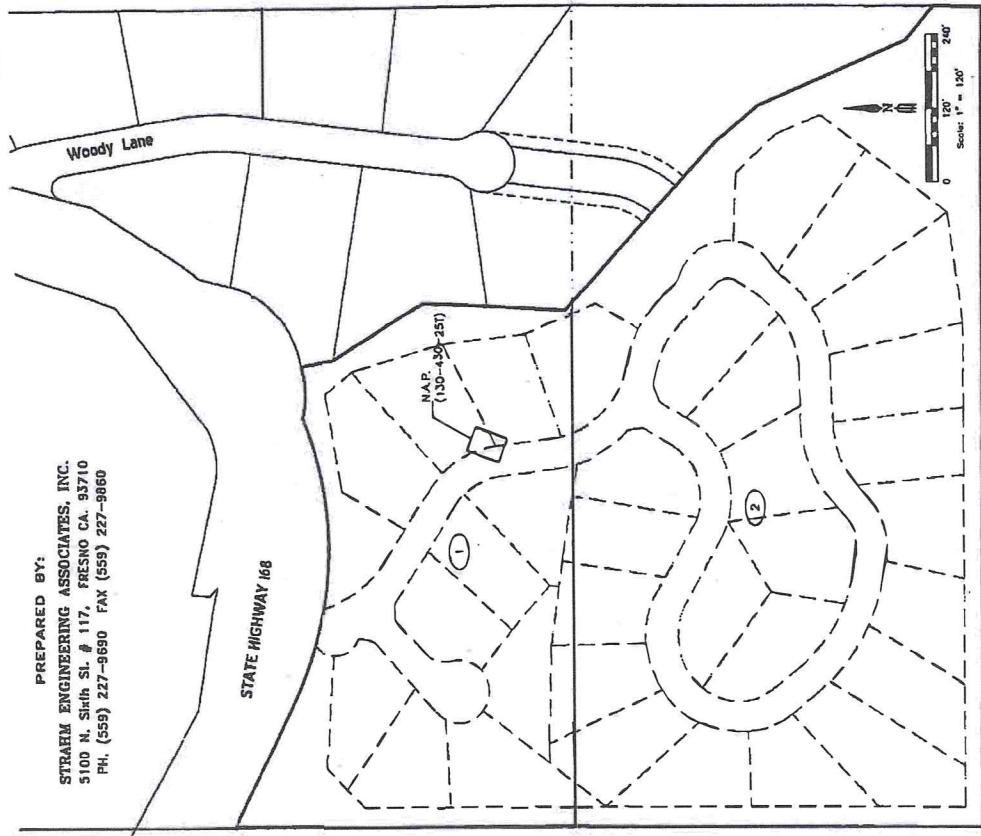 PREPARED BY:
STRAHM ENGINEERING ASSOCIATES, INC.
5100 N. Sixth St. # 117, FRESNO CA. 93710
PH. (559) 227-9690 FAX (559) 227-9860
Woody Lane
STATE HIGHWAY 168
N.A.P.
(130-430-25T)
1
2
N
0 120' 240'
Scale: 1" = 120'